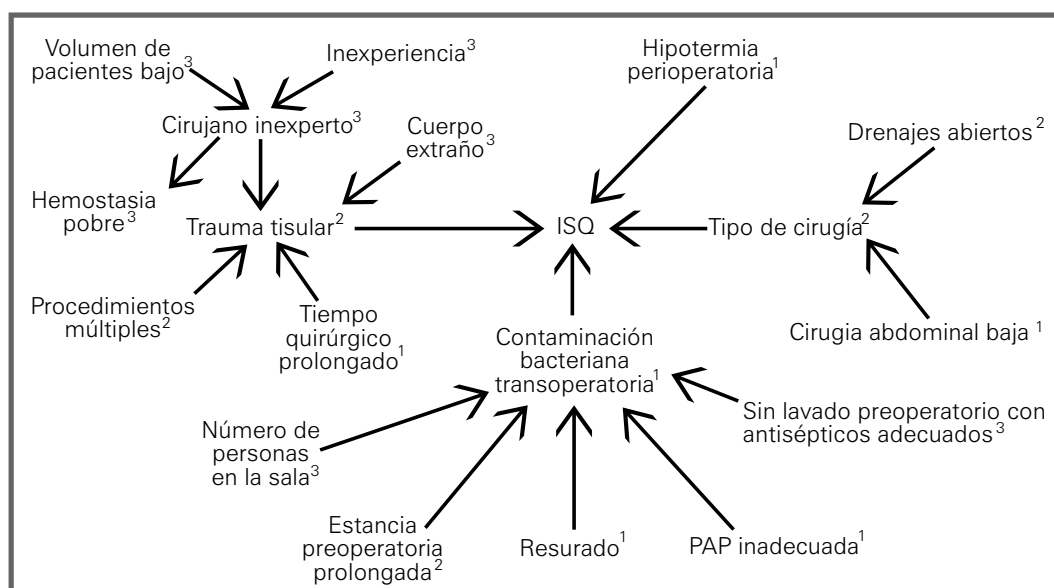 Volumen de
pacientes bajo³
Inexperiencia³
Hipotermia
perioperatoria¹
Cirujano inexperto³
Cuerpo
extraño³
Drenajes abiertos²
Hemostasia
pobre³
Trauma tisular²
ISQ
Tipo de cirugía²
Procedimientos
múltiples²
Tiempo
quirúrgico
prolongado¹
Cirugia abdominal baja¹
Contaminación
bacteriana
transoperatoria¹
Número de
personas
en la sala³
Sin lavado preoperatorio con
antisépticos adecuados³
Estancia
preoperatoria
prolongada²
Resurado¹
PAP inadecuada¹